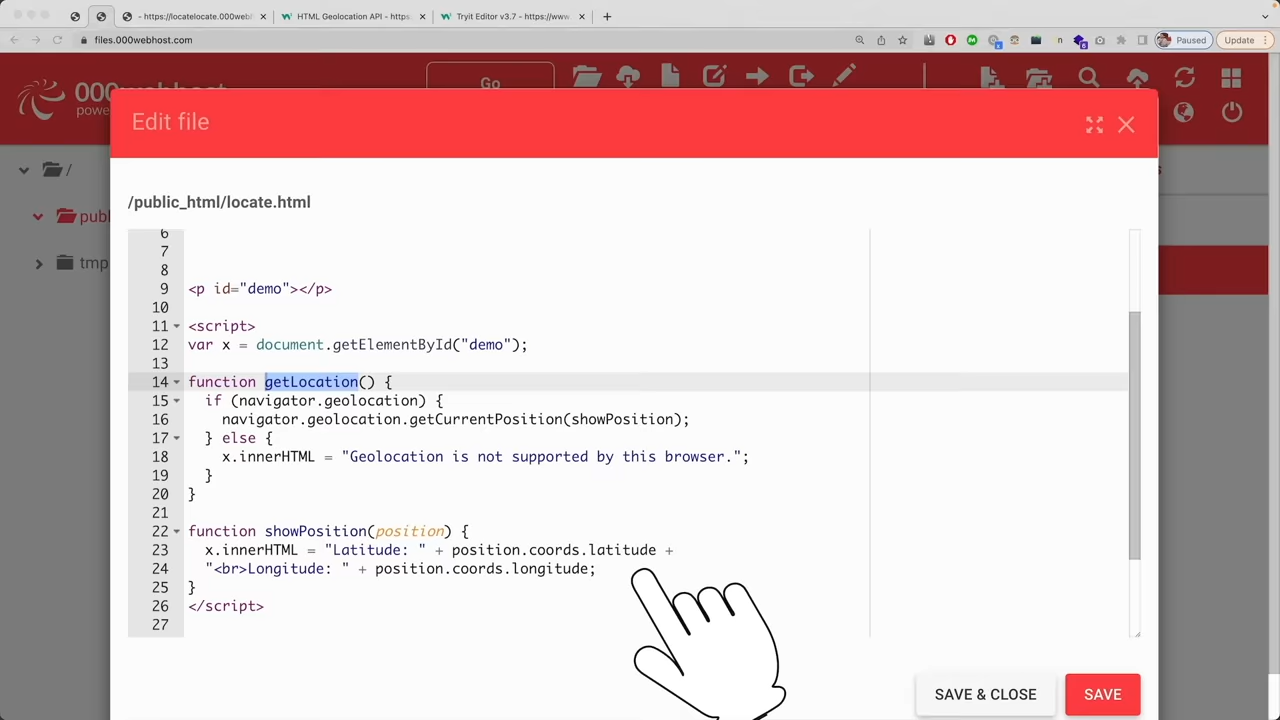 - https://locatelocate.000webl
HTML Geolocation API - https:
Tryit Editor v3.7 - https://www
files.000webhost.com
Paused
Update
000webhost
Go
Edit file
/public_html/locate.html
/
publ
tmp
6
7
8
9 <p id="demo"></p>
10
11 <script>
12 var x = document.getElementById("demo");
13
14 function getLocation() {
15 if (navigator.geolocation) {
16 navigator.geolocation.getCurrentPosition(showPosition);
17 } else {
18 x.innerHTML = "Geolocation is not supported by this browser.";
19 }
20 }
21
22 function showPosition(position) {
23 x.innerHTML = "Latitude: " + position.coords.latitude +
24 "<br>Longitude: " + position.coords.longitude;
25 }
26 </script>
27
SAVE & CLOSE
SAVE